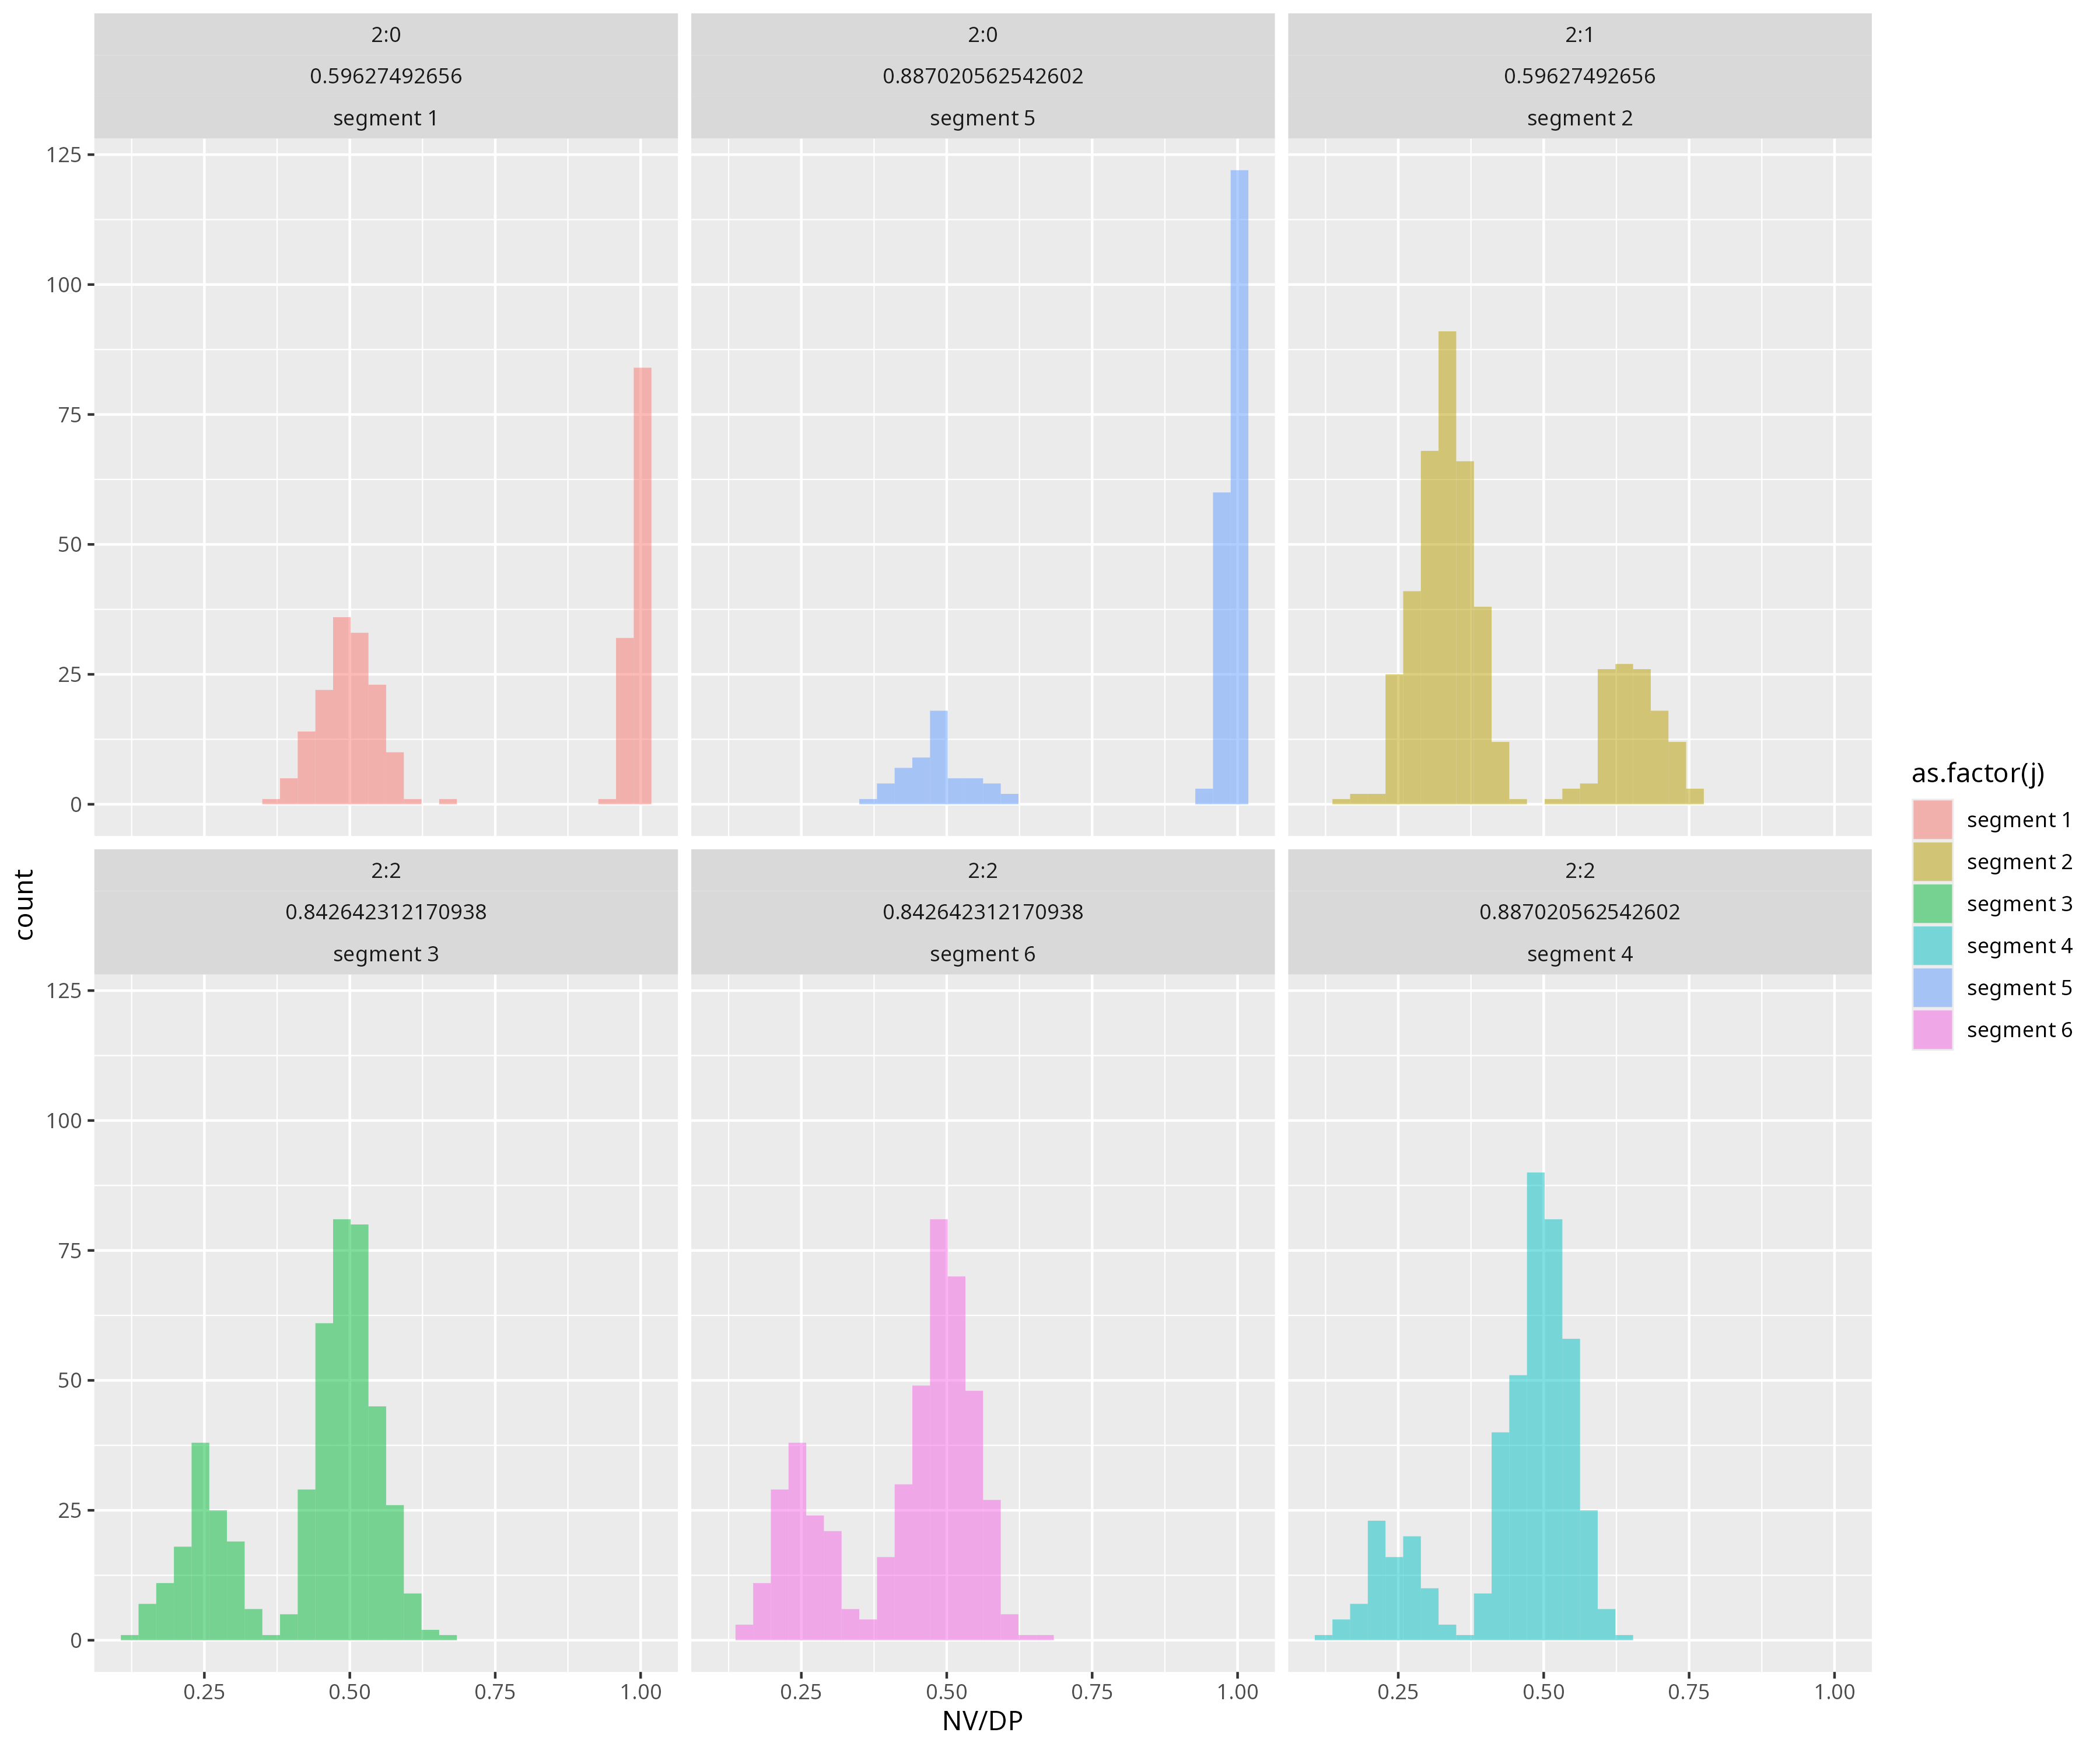 2:0
0.59627492656
segment 1
2:0
0.887020562542602
segment 5
2:1
0.59627492656
segment 2
125
100
75
50
25
0
2:2
0.842642312170938
segment 3
2:2
0.842642312170938
segment 6
2:2
0.887020562542602
segment 4
125
100
75
50
25
0
0.25 0.50 0.75 1.00
0.25 0.50 0.75 1.00
0.25 0.50 0.75 1.00
NV/DP
count
as.factor(j)
segment 1
segment 2
segment 3
segment 4
segment 5
segment 6